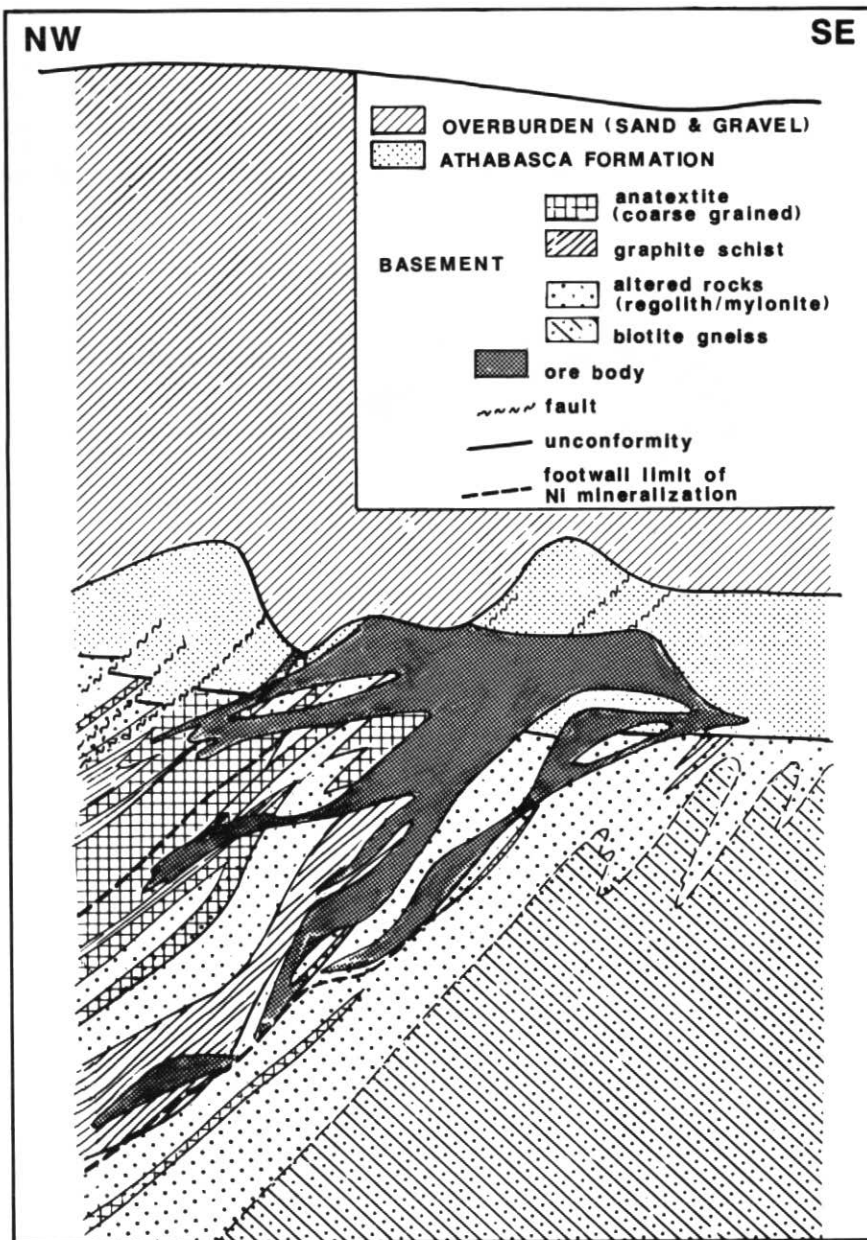 NW
SE
OVERBURDEN (SAND & GRAVEL)
ATHABASCA FORMATION
anatextite
(coarse grained)
graphite schist
BASEMENT
altered rocks
(regolith/mylonite)
biotite gneiss
ore body
fault
unconformity
footwall limit of
Ni mineralization